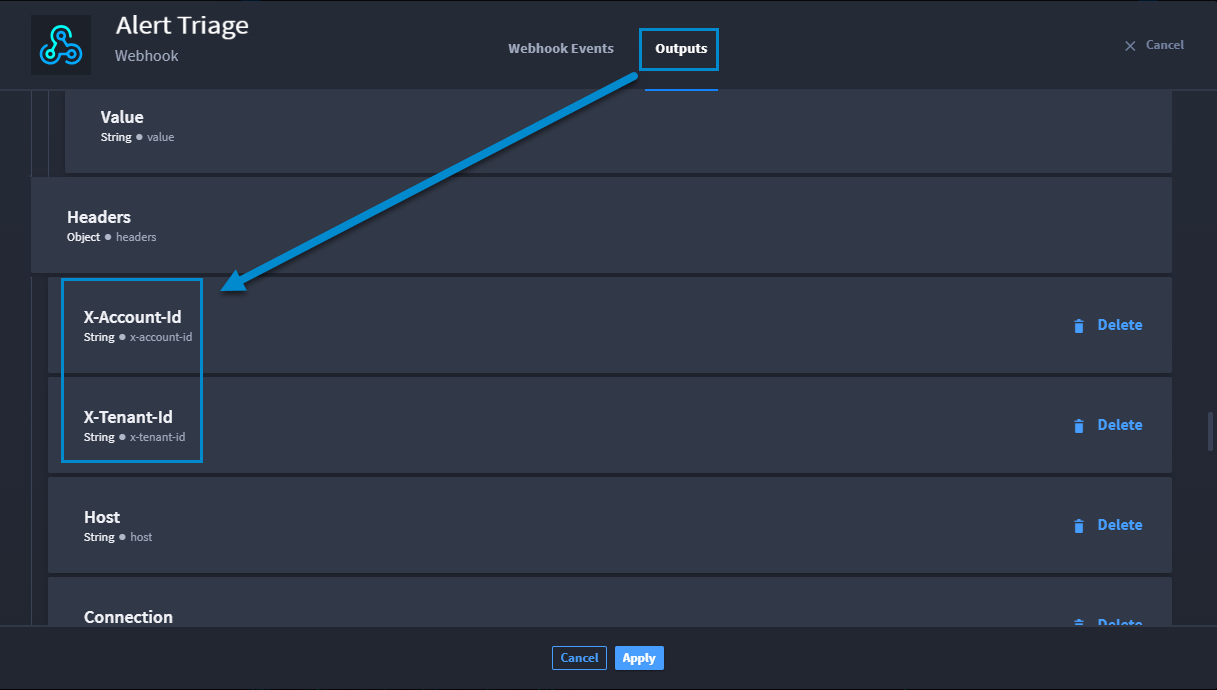 Alert Triage
Webhook
Webhook Events
Outputs
Cancel
Value
String • value
Headers
Object • headers
X-Account-Id
String • x-account-id
Delete
X-Tenant-Id
String • x-tenant-id
Delete
Host
String • host
Delete
Connection
Delete
Cancel
Apply